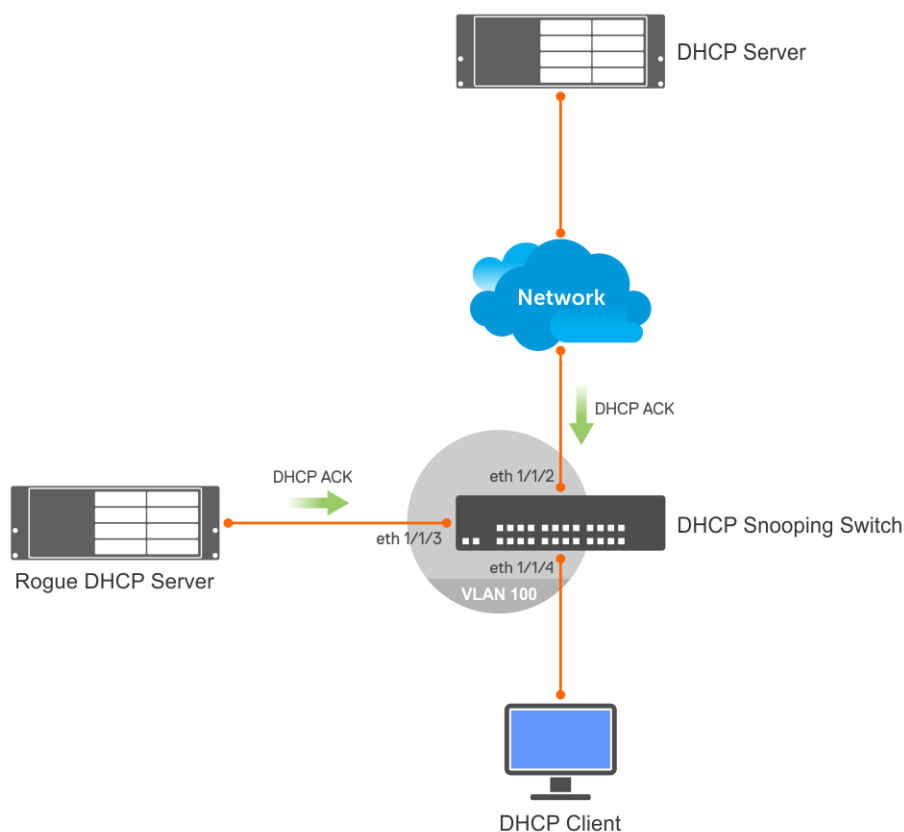 DHCP Server
Network
DHCP ACK
eth 1/1/2
DHCP ACK
eth 1/1/3
DHCP Snooping Switch
Rogue DHCP Server
eth 1/1/4
VLAN 100
DHCP Client